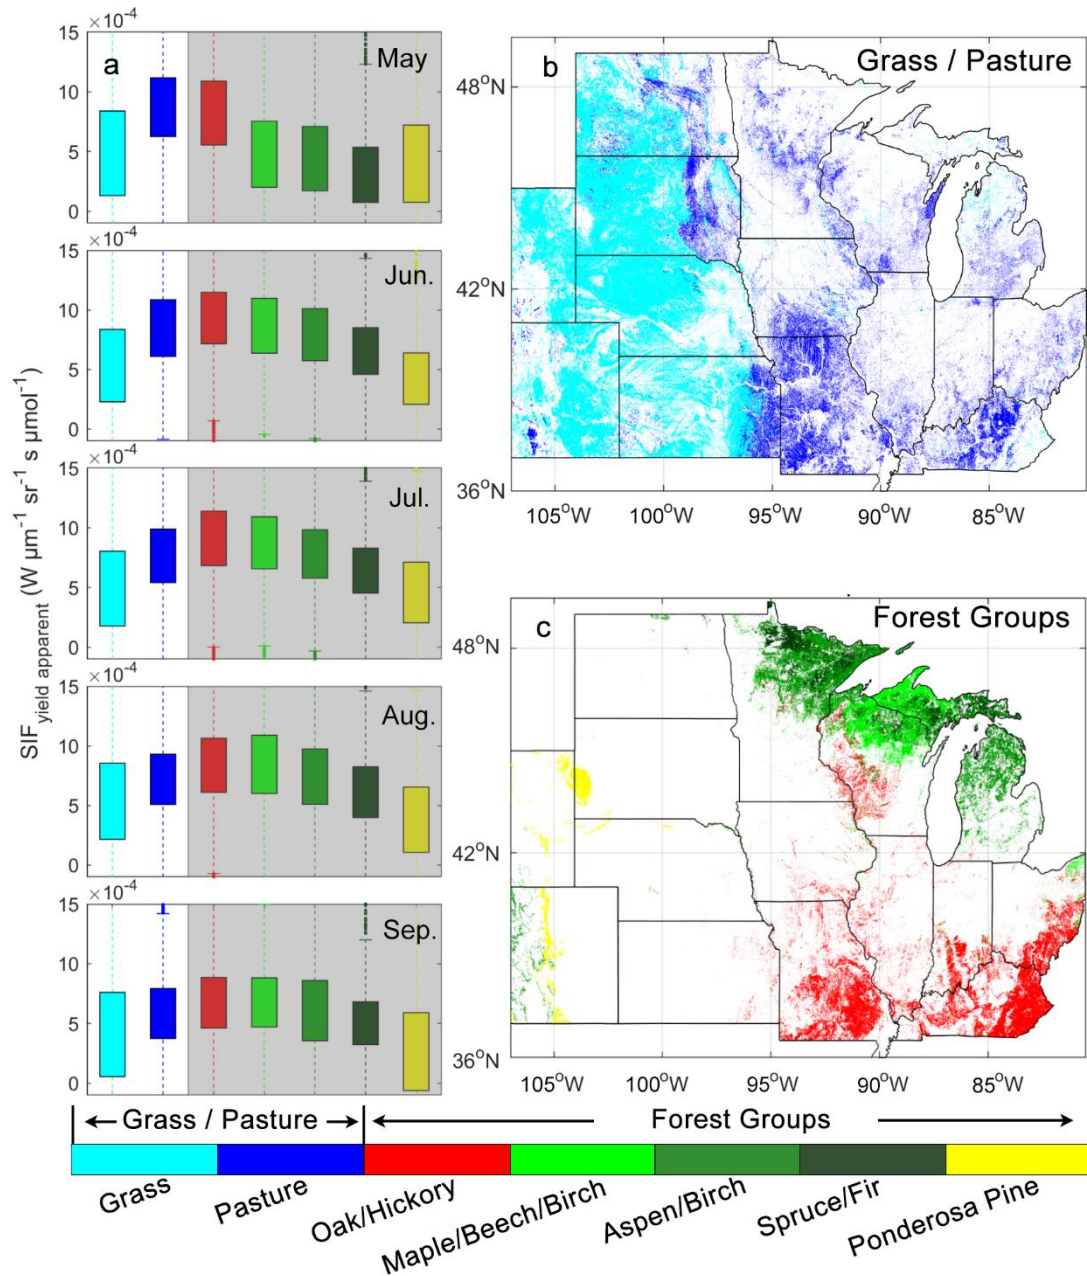 ×10⁻⁴
15
10
5
0
a
May
×10⁻⁴
15
10
5
0
Jun.
×10⁻⁴
15
10
5
0
Jul.
×10⁻⁴
15
10
5
0
Aug.
×10⁻⁴
15
10
5
0
Sep.
SIF yield apparent (W µm⁻¹ sr⁻¹ s µmol⁻¹)
b
Grass / Pasture
48°N
42°N
36°N
105°W 100°W 95°W 90°W 85°W
c
Forest Groups
48°N
42°N
36°N
105°W 100°W 95°W 90°W 85°W
Grass / Pasture
Forest Groups
Grass
Pasture
Oak/Hickory
Maple/Beech/Birch
Aspen/Birch
Spruce/Fir
Ponderosa Pine